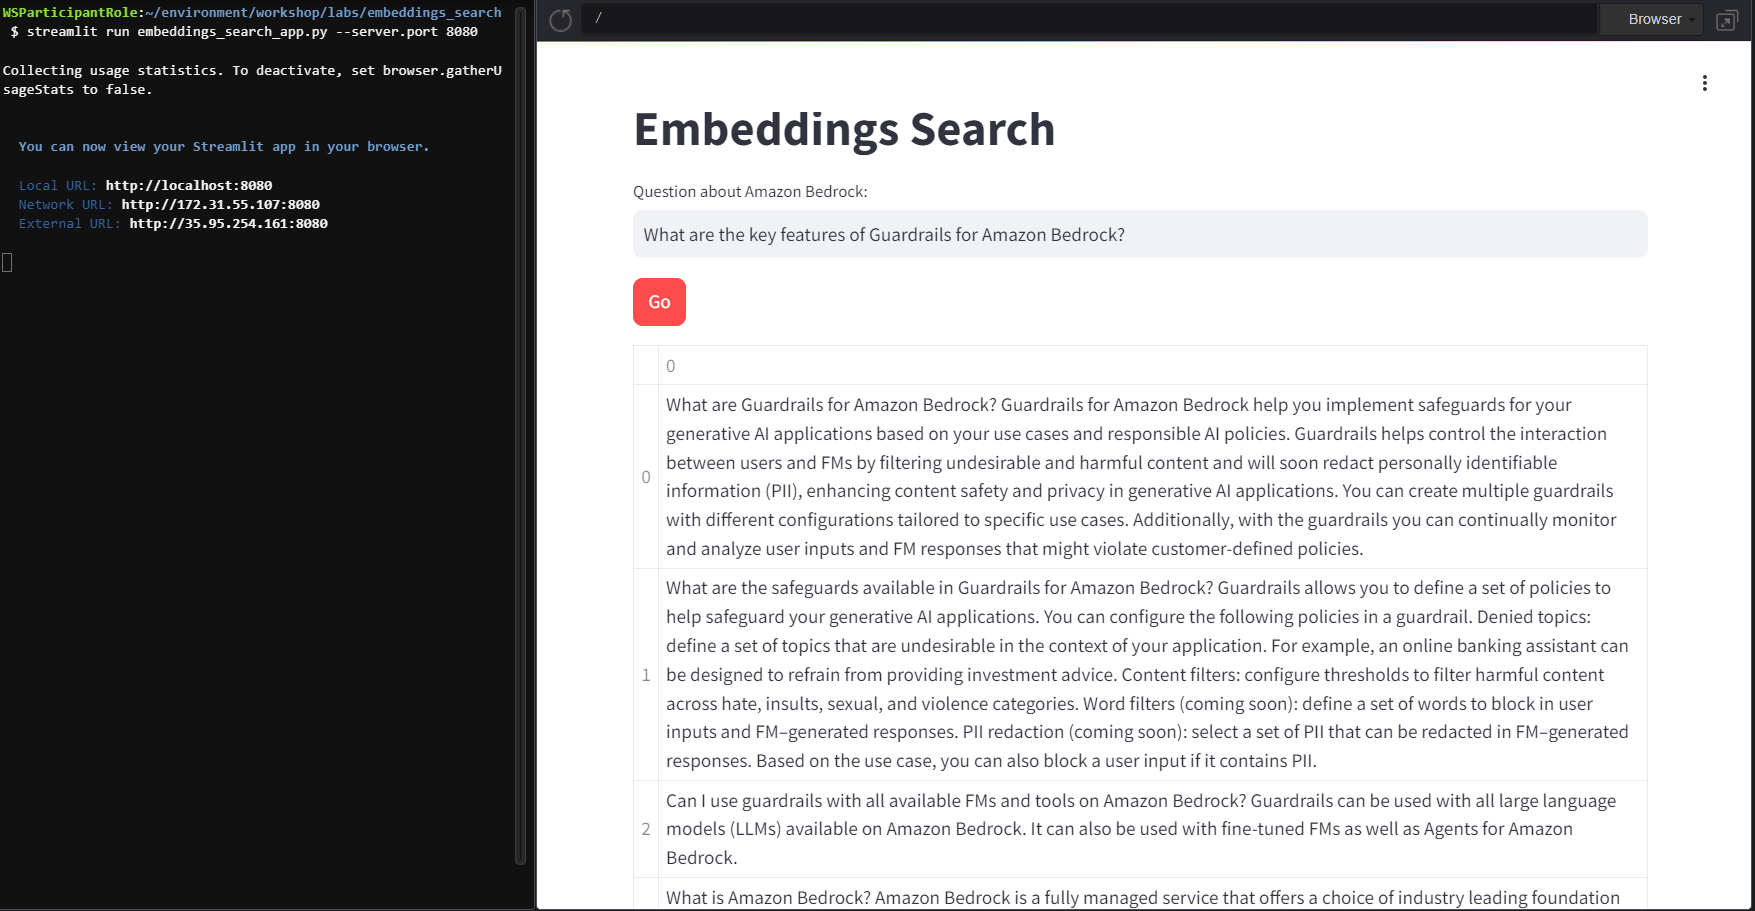 WSParticipantRole:~/environment/workshop/labs/embeddings_search
$ streamlit run embeddings_search_app.py --server.port 8080
Collecting usage statistics. To deactivate, set browser.gatherU
sageStats to false.
You can now view your Streamlit app in your browser.
Local URL: http://localhost:8080
Network URL: http://172.31.55.107:8080
External URL: http://35.95.254.161:8080
/
Browser
Embeddings Search
Question about Amazon Bedrock:
What are the key features of Guardrails for Amazon Bedrock?
Go
0
What are Guardrails for Amazon Bedrock? Guardrails for Amazon Bedrock help you implement safeguards for your
generative AI applications based on your use cases and responsible AI policies. Guardrails helps control the interaction
between users and FMs by filtering undesirable and harmful content and will soon redact personally identifiable
0
information (PII), enhancing content safety and privacy in generative AI applications. You can create multiple guardrails
with different configurations tailored to specific use cases. Additionally, with the guardrails you can continually monitor
and analyze user inputs and FM responses that might violate customer-defined policies.
What are the safeguards available in Guardrails for Amazon Bedrock? Guardrails allows you to define a set of policies to
help safeguard your generative AI applications. You can configure the following policies in a guardrail. Denied topics:
define a set of topics that are undesirable in the context of your application. For example, an online banking assistant can
1
be designed to refrain from providing investment advice. Content filters: configure thresholds to filter harmful content
across hate, insults, sexual, and violence categories. Word filters (coming soon): define a set of words to block in user
inputs and FM–generated responses. PII redaction (coming soon): select a set of PII that can be redacted in FM–generated
responses. Based on the use case, you can also block a user input if it contains PII.
Can I use guardrails with all available FMs and tools on Amazon Bedrock? Guardrails can be used with all large language
2
models (LLMs) available on Amazon Bedrock. It can also be used with fine-tuned FMs as well as Agents for Amazon
Bedrock.
What is Amazon Bedrock? Amazon Bedrock is a fully managed service that offers a choice of industry leading foundation